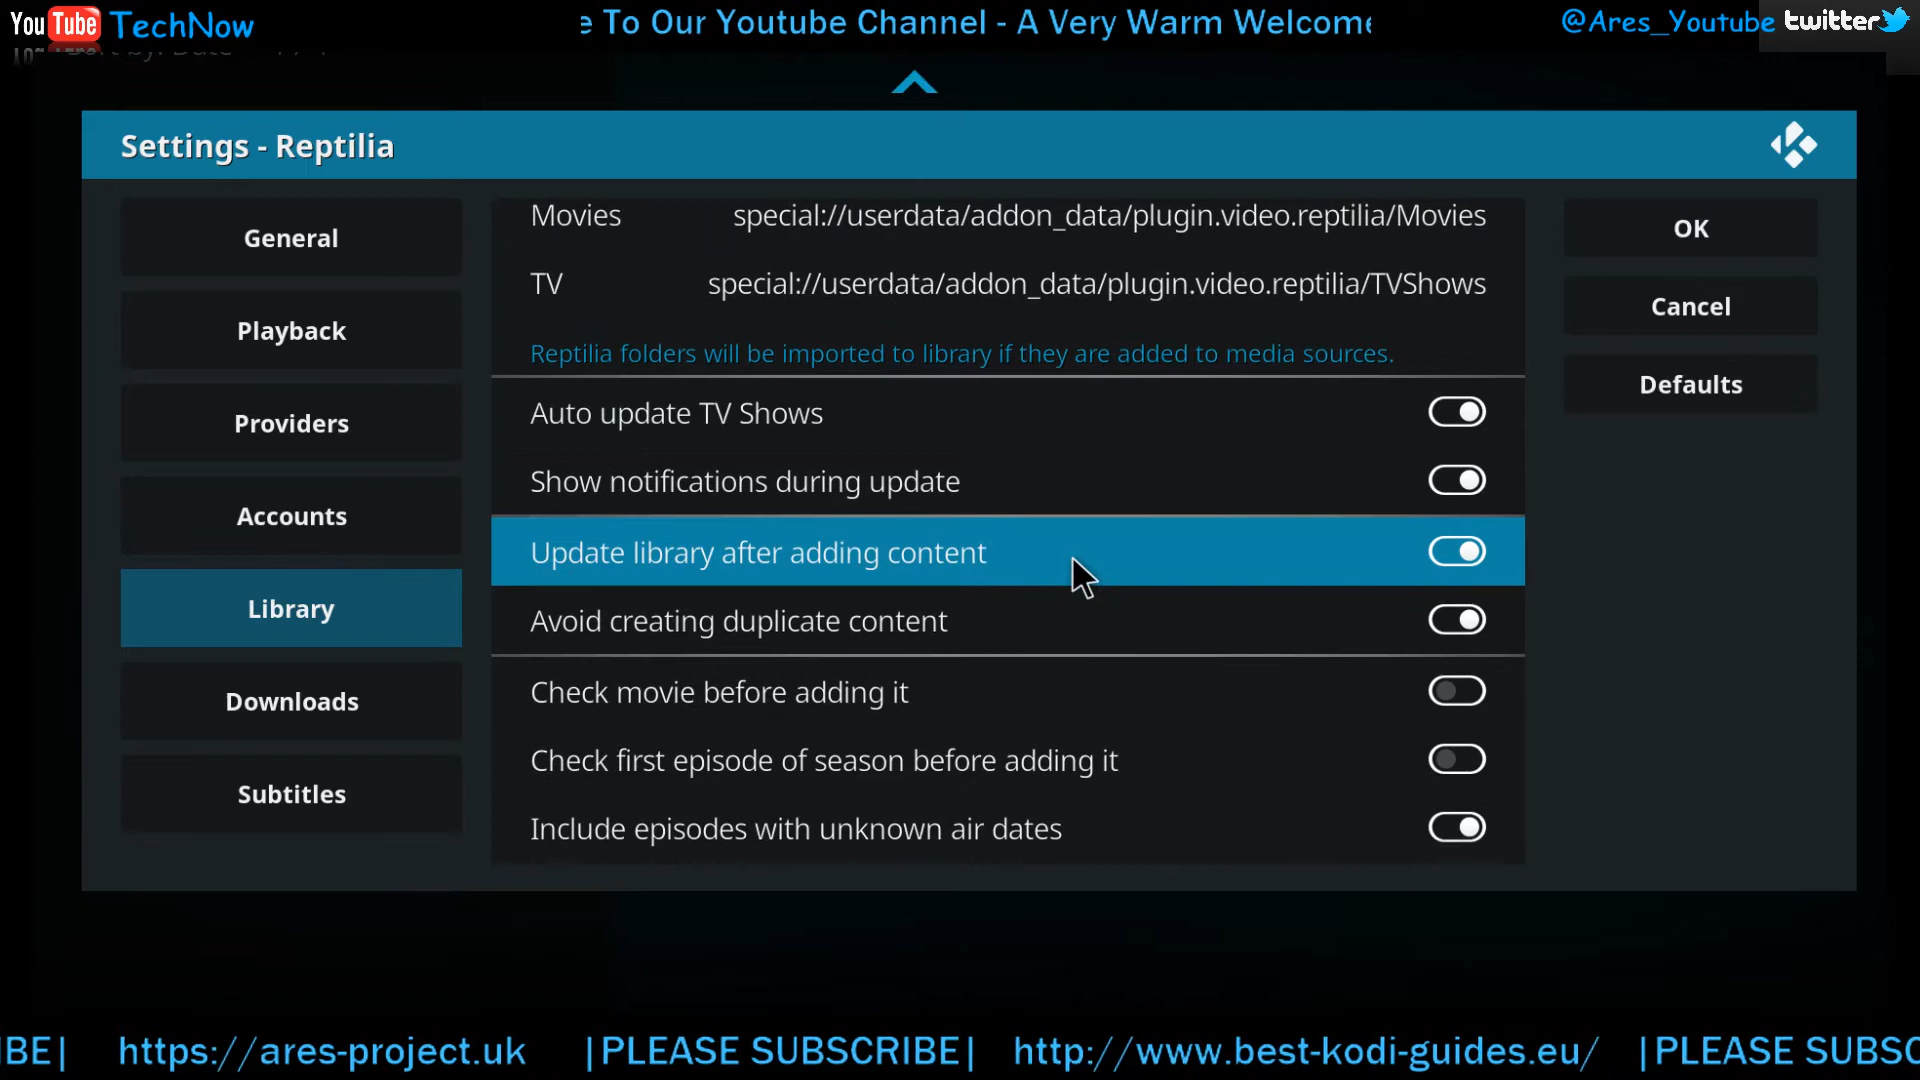 YouTube TechNow
e To Our Youtube Channel - A Very Warm Welcome
@Ares_Youtube twitter
Settings - Reptilia
General
Playback
Providers
Accounts
Library
Downloads
Subtitles
Movies special://userdata/addon_data/plugin.video.reptilia/Movies
TV special://userdata/addon_data/plugin.video.reptilia/TVShows
Reptilia folders will be imported to library if they are added to media sources.
Auto update TV Shows
Show notifications during update
Update library after adding content
Avoid creating duplicate content
Check movie before adding it
Check first episode of season before adding it
Include episodes with unknown air dates
OK
Cancel
Defaults
IBE| https://ares-project.uk |PLEASE SUBSCRIBE| http://www.best-kodi-guides.eu/ |PLEASE SUBSC